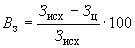 Вз = (Зисх − Зц) / Зисх · 100